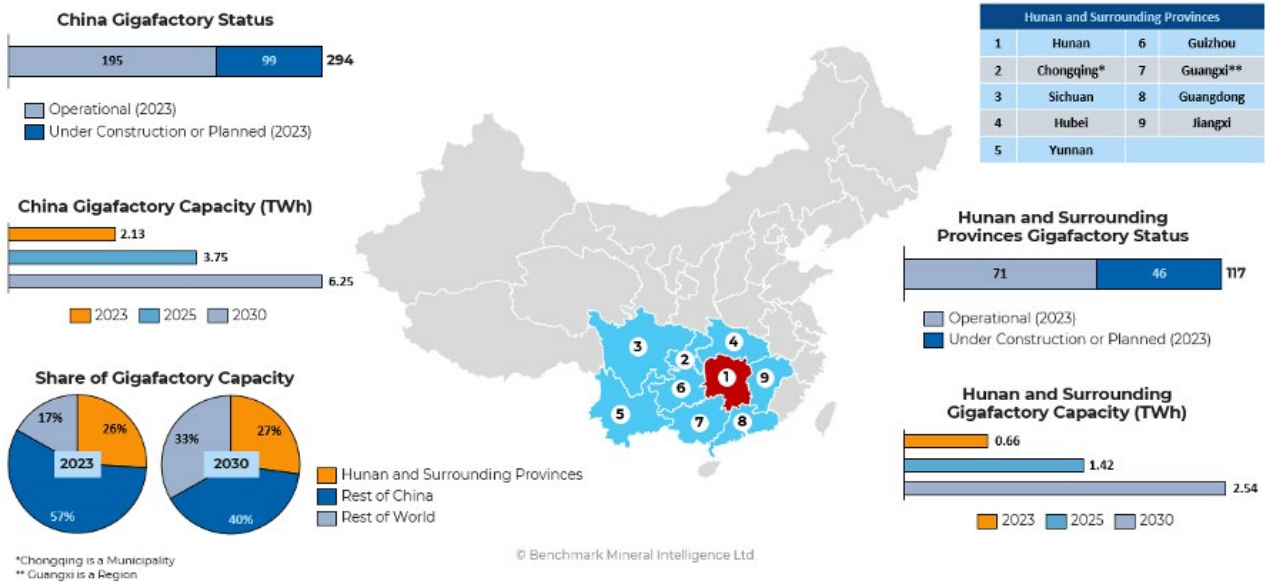 China Gigafactory Status
195
99
294
Operational (2023)
Under Construction or Planned (2023)
China Gigafactory Capacity (TWh)
2.13
3.75
6.25
2023 2025 2030
Share of Gigafactory Capacity
17%
26%
2023
57%
33%
27%
2030
40%
Hunan and Surrounding Provinces
Rest of China
Rest of World
*Chongqing is a Municipality
** Guangxi is a Region
3
2
4
1
9
6
5
7
8
© Benchmark Mineral Intelligence Ltd
Hunan and Surrounding Provinces
1 Hunan 6 Guizhou
2 Chongqing* 7 Guangxi**
3 Sichuan 8 Guangdong
4 Hubei 9 Jiangxi
5 Yunnan
Hunan and Surrounding
Provinces Gigafactory Status
71
46
117
Operational (2023)
Under Construction or Planned (2023)
Hunan and Surrounding
Gigafactory Capacity (TWh)
0.66
1.42
2.54
2023 2025 2030